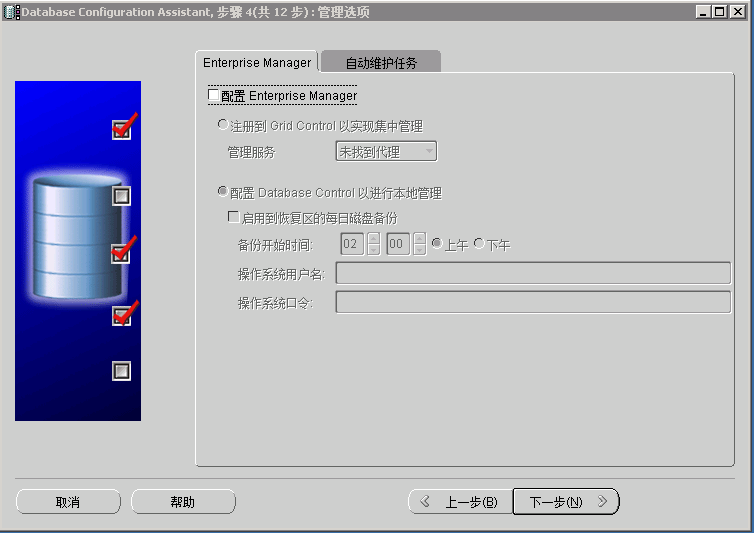 Database Configuration Assistant, 步骤 4(共 12 步) : 管理选项
Enterprise Manager 自动维护任务
配置 Enterprise Manager
注册到 Grid Control 以实现集中管理
管理服务 未找到代理
配置 Database Control 以进行本地管理
启用到恢复区的每日磁盘备份
备份开始时间: 02 00 上午 下午
操作系统用户名:
操作系统口令:
取消 帮助 上一步(B) 下一步(N)